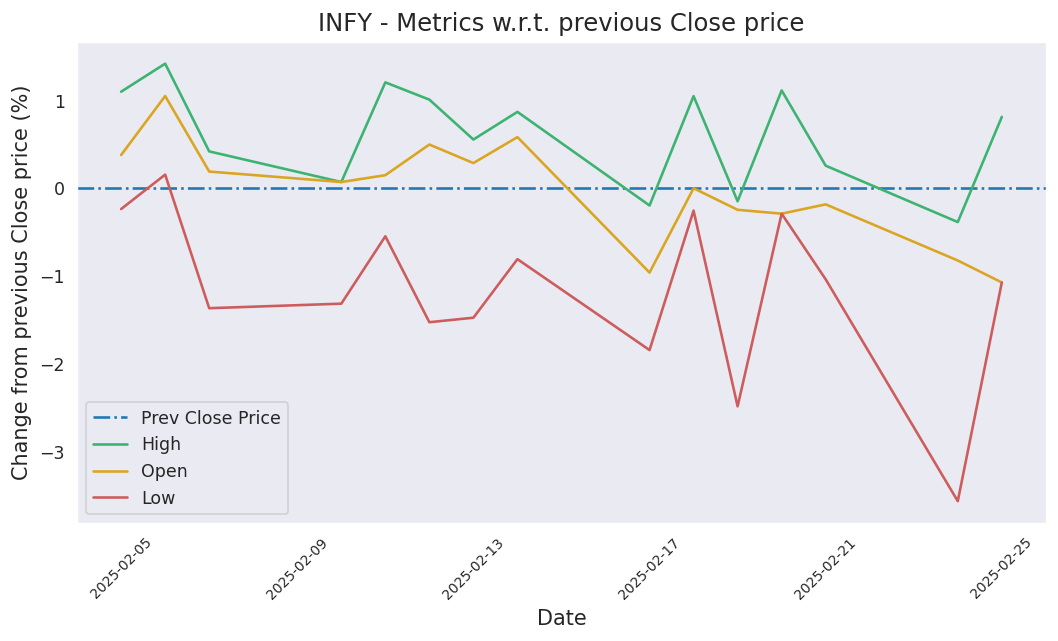 INFY - Metrics w.r.t. previous Close price
Change from previous Close price (%)
1
0
−1
−2
−3
Prev Close Price
High
Open
Low
2025-02-05
2025-02-09
2025-02-13
2025-02-17
2025-02-21
2025-02-25
Date